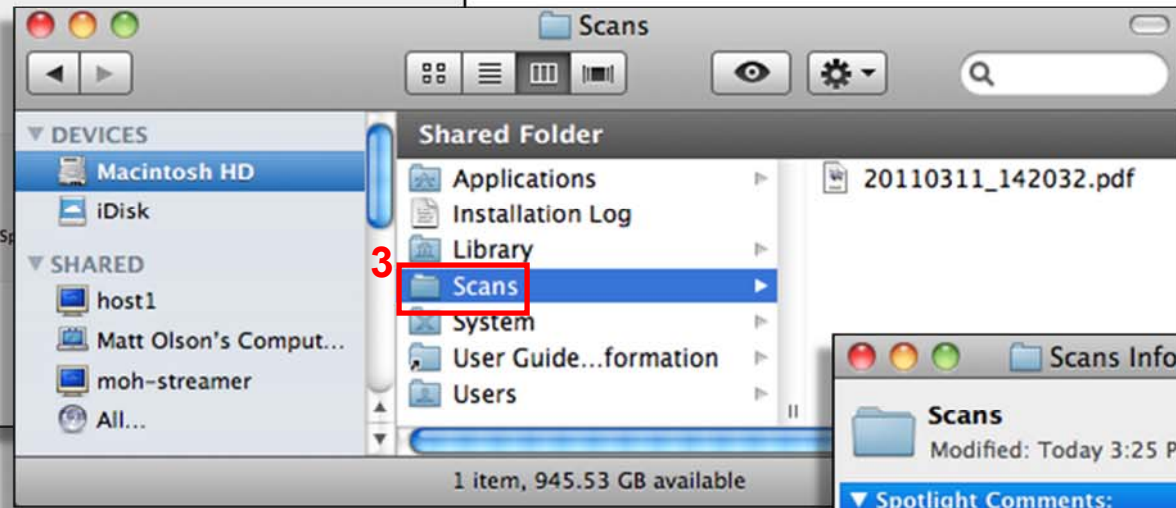 Scans
DEVICES
Macintosh HD
iDisk
SHARED
host1
Matt Olson's Comput...
moh-streamer
All...
Shared Folder
Applications
Installation Log
Library
3
Scans
System
User Guide...formation
Users
20110311_142032.pdf
1 item, 945.53 GB available
Scans Info
Scans
Modified: Today 3:25 P
Spotlight Comments: